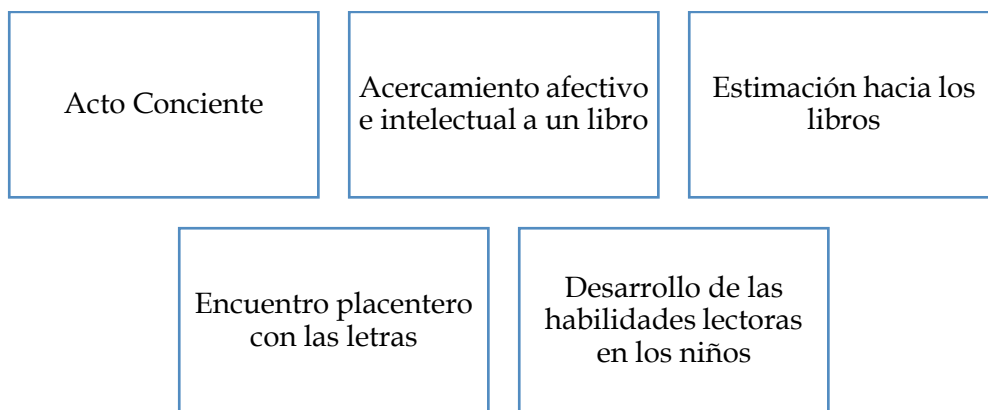 Acto Conciente
Acercamiento afectivo
e intelectual a un libro
Estimación hacia los
libros
Encuentro placentero
con las letras
Desarrollo de las
habilidades lectoras
en los niños